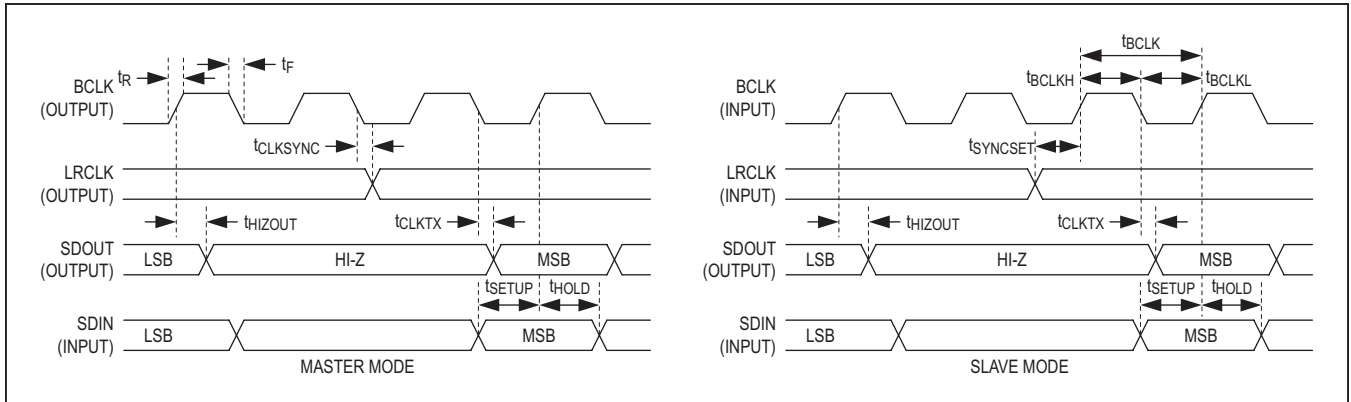 tR
tF
BCLK
(OUTPUT)
tCLKSYNC
LRCLK
(OUTPUT)
tHIZOUT
tCLKTX
SDOUT
(OUTPUT)
LSB
HI-Z
MSB
tSETUP
tHOLD
SDIN
(INPUT)
LSB
MSB
MASTER MODE
tBCLK
tBCLKH
tBCLKL
BCLK
(INPUT)
tSYNCSET
LRCLK
(INPUT)
tHIZOUT
tCLKTX
SDOUT
(OUTPUT)
LSB
HI-Z
MSB
tSETUP
tHOLD
SDIN
(INPUT)
LSB
MSB
SLAVE MODE